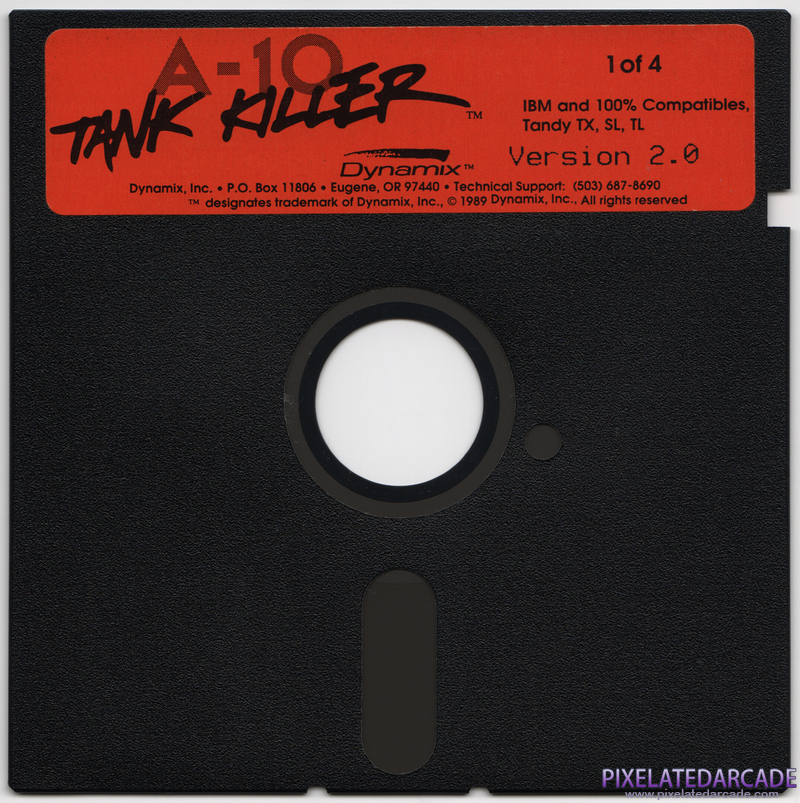 A-10
TANK KILLER™
1 of 4
IBM and 100% Compatibles,
Tandy TX, SL, TL
Version 2.0
Dynamix™
Dynamix, Inc. • P.O. Box 11806 • Eugene, OR 97440 • Technical Support: (503) 687-8690
™ designates trademark of Dynamix, Inc., © 1989 Dynamix, Inc., All rights reserved
PIXELATEDARCADE
www.pixelatedarcade.com